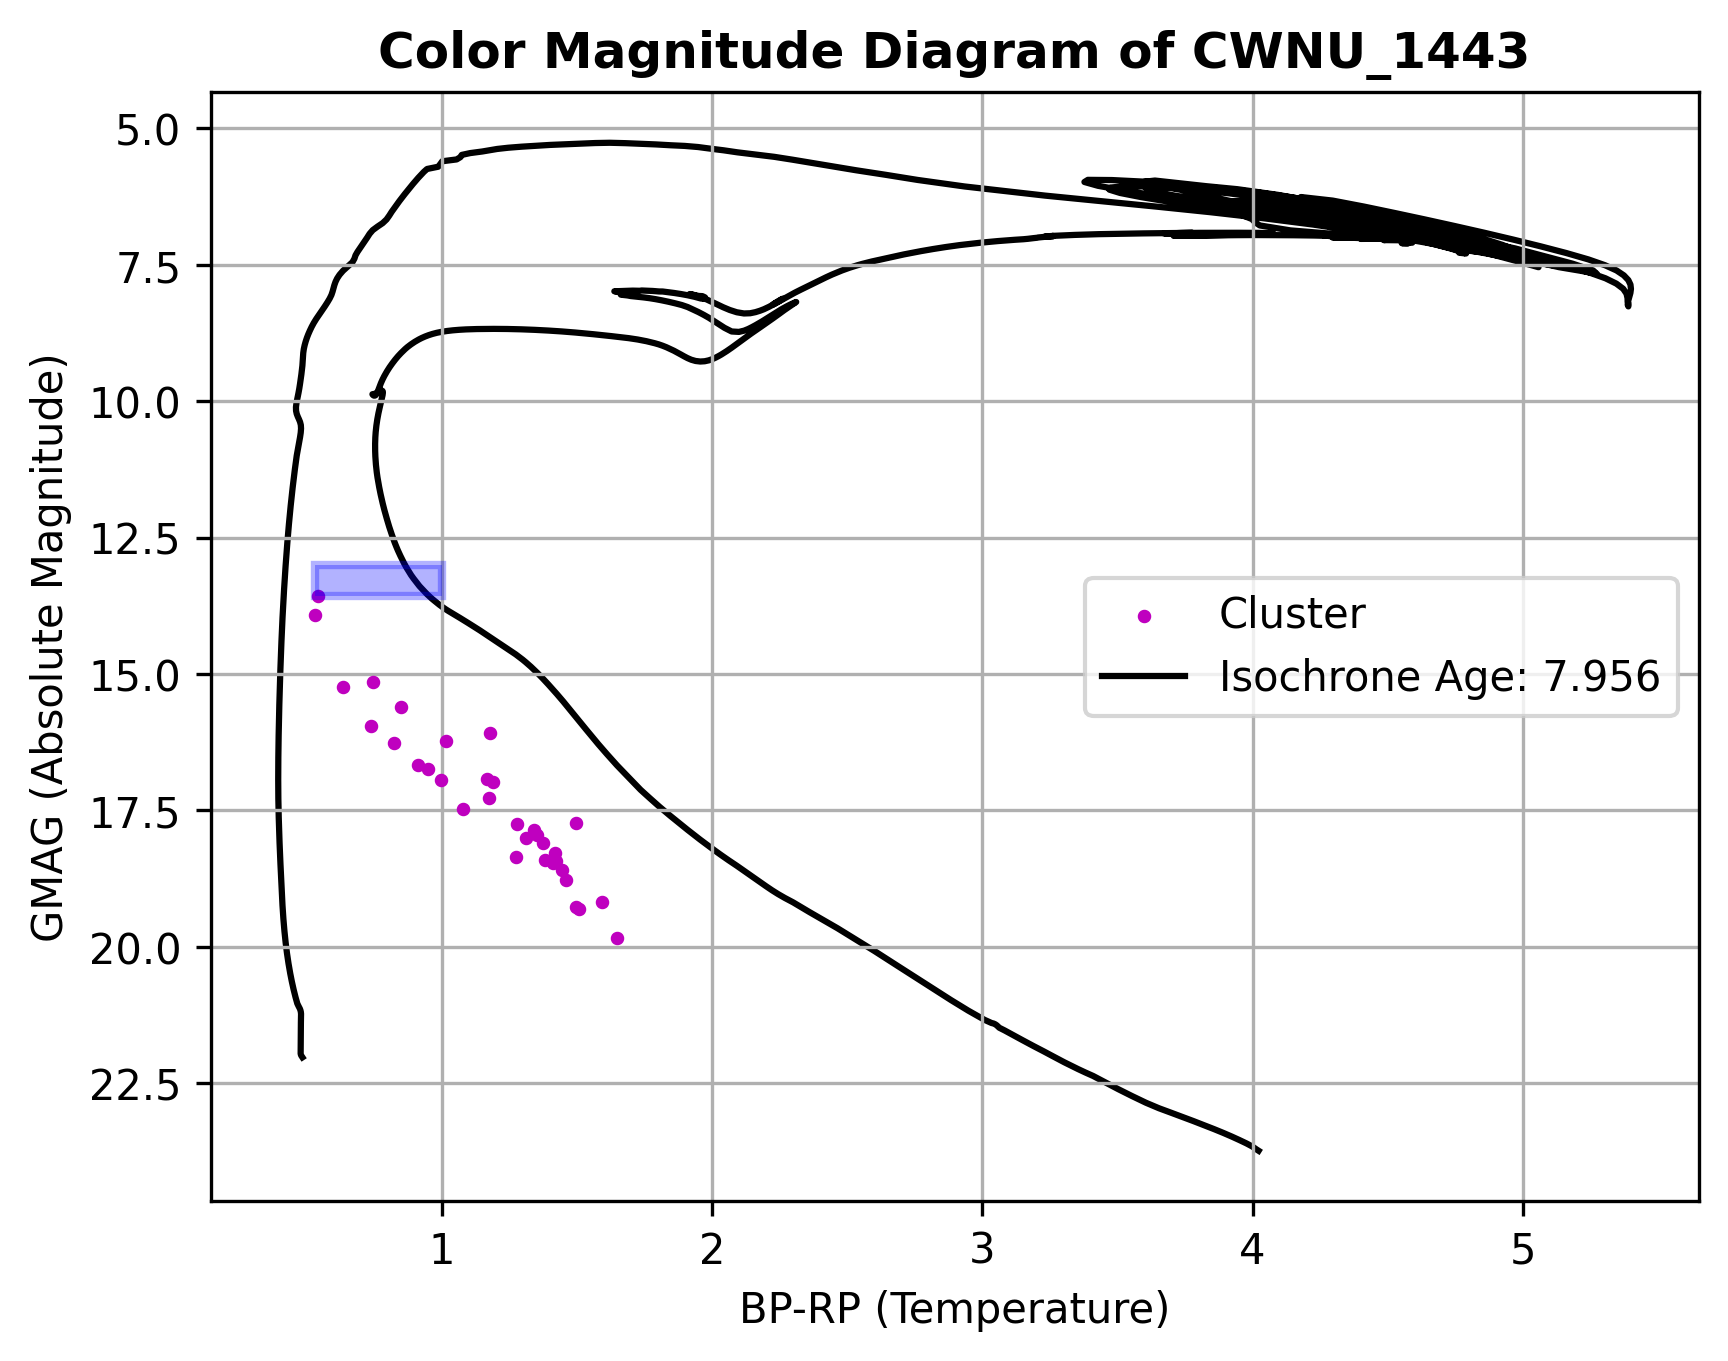 Color Magnitude Diagram of CWNU_1443
GMAG (Absolute Magnitude)
5.0
7.5
10.0
12.5
15.0
17.5
20.0
22.5
Cluster
Isochrone Age: 7.956
1 2 3 4 5
BP-RP (Temperature)